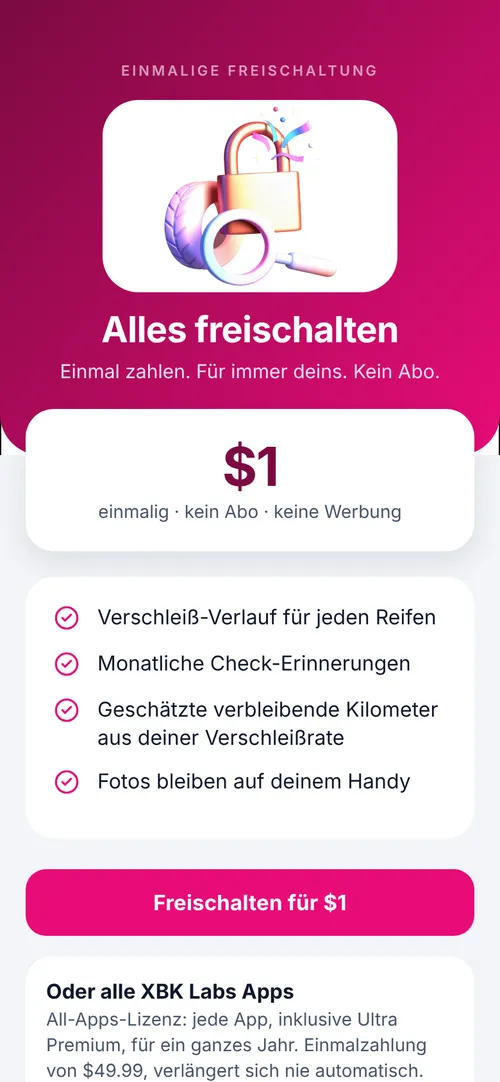 EINMALIGE FREISCHALTUNG
Alles freischalten
Einmal zahlen. Für immer deins. Kein Abo.
$1
einmalig · kein Abo · keine Werbung
Verschleiß-Verlauf für jeden Reifen
Monatliche Check-Erinnerungen
Geschätzte verbleibende Kilometer
aus deiner Verschleißrate
Fotos bleiben auf deinem Handy
Freischalten für $1
Oder alle XBK Labs Apps
All-Apps-Lizenz: jede App, inklusive Ultra
Premium, für ein ganzes Jahr. Einmalzahlung
von $49.99, verlängert sich nie automatisch.